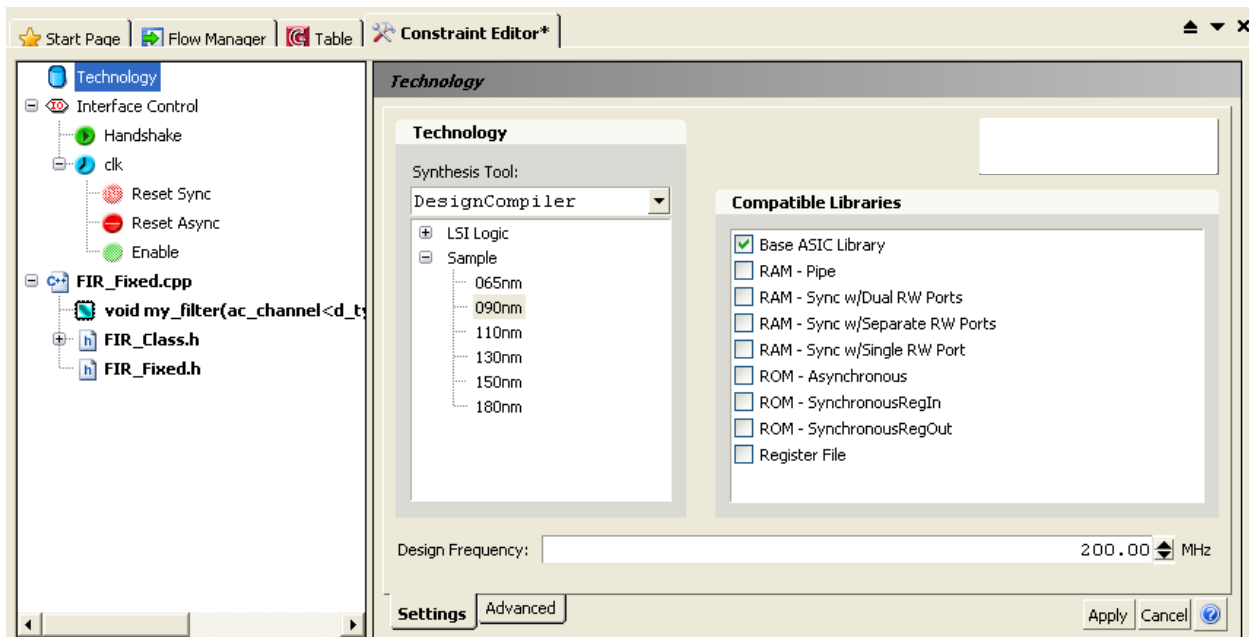 Start Page
Flow Manager
Table
Constraint Editor*
Technology
Interface Control
Handshake
clk
Reset Sync
Reset Async
Enable
FIR_Fixed.cpp
void my_filter(ac_channel<d_ty
FIR_Class.h
FIR_Fixed.h
Technology
Technology
Synthesis Tool:
DesignCompiler
LSI Logic
Sample
065nm
090nm
110nm
130nm
150nm
180nm
Compatible Libraries
Base ASIC Library
RAM - Pipe
RAM - Sync w/Dual RW Ports
RAM - Sync w/Separate RW Ports
RAM - Sync w/Single RW Port
ROM - Asynchronous
ROM - SynchronousRegIn
ROM - SynchronousRegOut
Register File
Design Frequency: 200.00 MHz
Settings Advanced
Apply Cancel